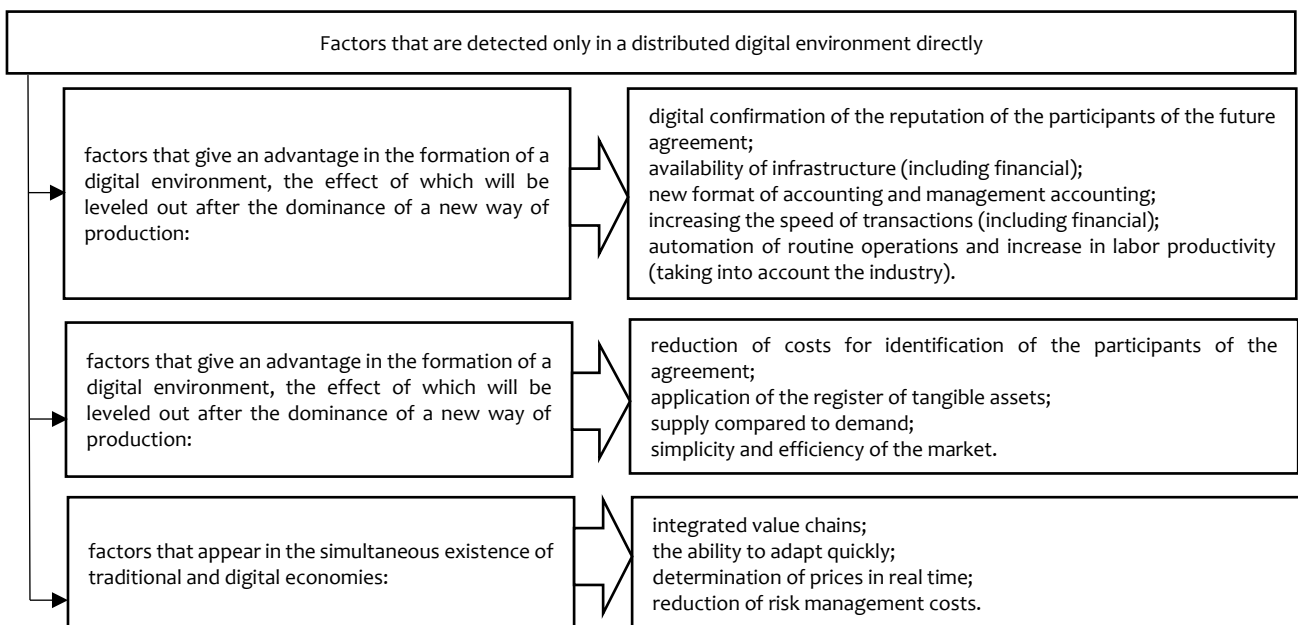 Factors that are detected only in a distributed digital environment directly
factors that give an advantage in the formation of a
digital environment, the effect of which will be
leveled out after the dominance of a new way of
production:
digital confirmation of the reputation of the participants of the future
agreement;
availability of infrastructure (including financial);
new format of accounting and management accounting;
increasing the speed of transactions (including financial);
automation of routine operations and increase in labor productivity
(taking into account the industry).
factors that give an advantage in the formation of a
digital environment, the effect of which will be
leveled out after the dominance of a new way of
production:
reduction of costs for identification of the participants of the
agreement;
application of the register of tangible assets;
supply compared to demand;
simplicity and efficiency of the market.
factors that appear in the simultaneous existence of
traditional and digital economies:
integrated value chains;
the ability to adapt quickly;
determination of prices in real time;
reduction of risk management costs.